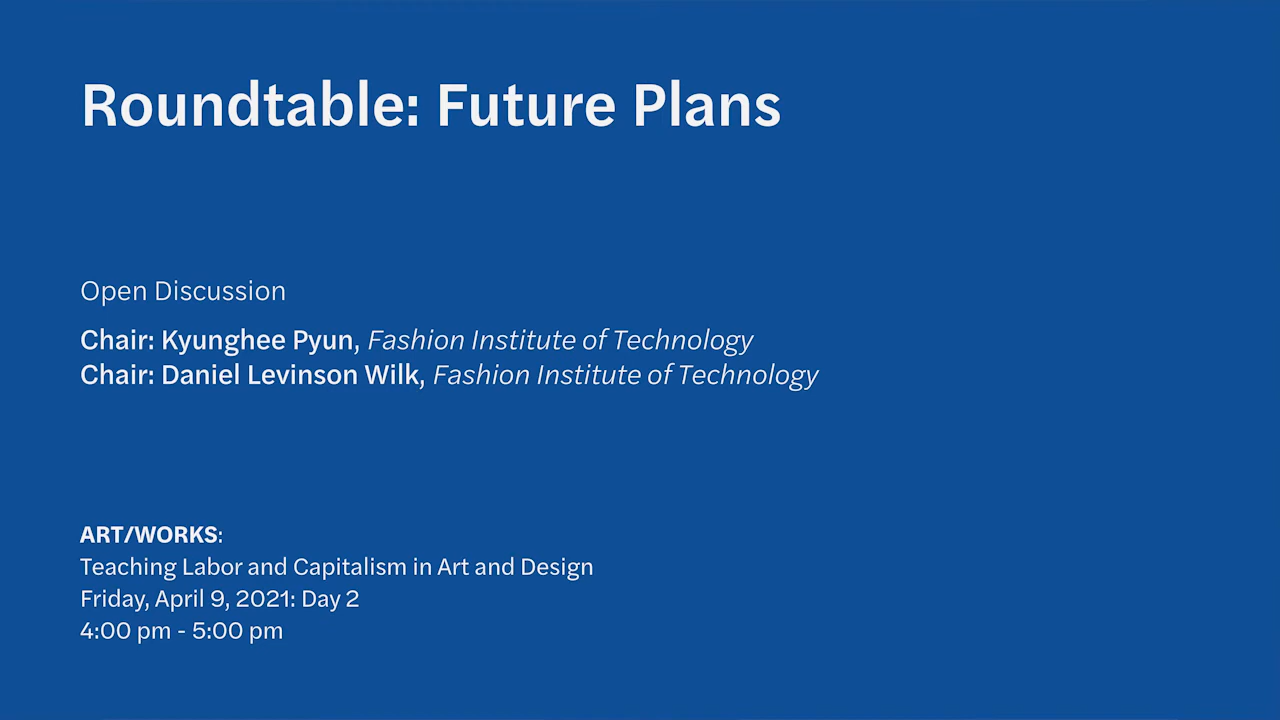 Roundtable: Future Plans
Open Discussion
Chair: Kyunghee Pyun, Fashion Institute of Technology
Chair: Daniel Levinson Wilk, Fashion Institute of Technology
ART/WORKS:
Teaching Labor and Capitalism in Art and Design
Friday, April 9, 2021: Day 2
4:00 pm - 5:00 pm